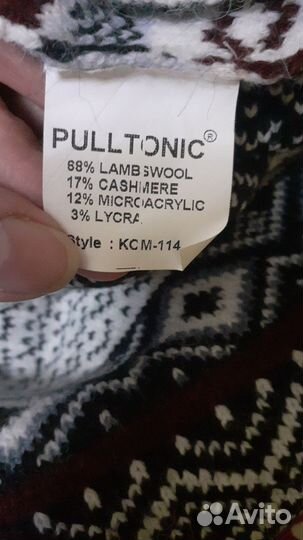 PULLTONIC®
68% LAMBSWOOL
17% CASHMERE
12% MICROACRYLIC
3% LYCRA
Style : KCM-114
Avito